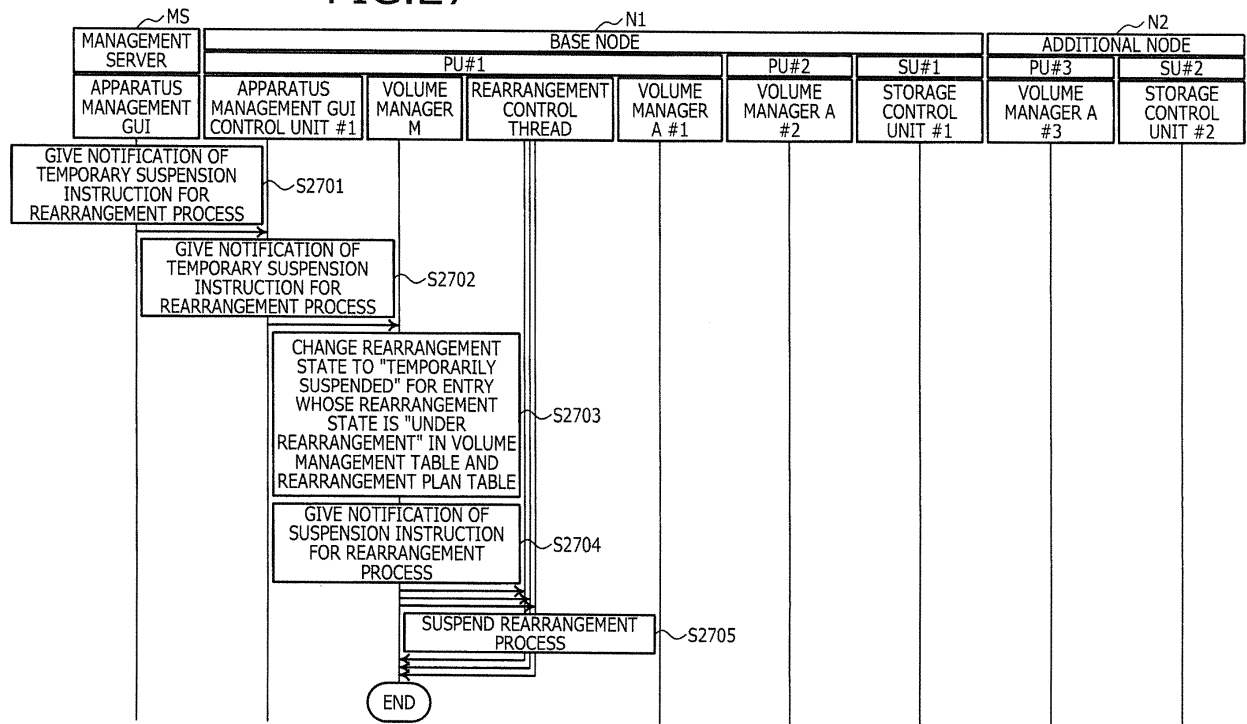 FIG.27
MS
N1
N2
MANAGEMENT
SERVER
BASE NODE
ADDITIONAL NODE
PU#1
PU#2
SU#1
PU#3
SU#2
APPARATUS
MANAGEMENT
GUI
APPARATUS
MANAGEMENT GUI
CONTROL UNIT #1
VOLUME
MANAGER
M
REARRANGEMENT
CONTROL
THREAD
VOLUME
MANAGER
A #1
VOLUME
MANAGER A
#2
STORAGE
CONTROL
UNIT #1
VOLUME
MANAGER A
#3
STORAGE
CONTROL
UNIT #2
GIVE NOTIFICATION OF
TEMPORARY SUSPENSION
INSTRUCTION FOR
REARRANGEMENT PROCESS
S2701
GIVE NOTIFICATION OF
TEMPORARY SUSPENSION
INSTRUCTION FOR
REARRANGEMENT PROCESS
S2702
CHANGE REARRANGEMENT
STATE TO "TEMPORARILY
SUSPENDED" FOR ENTRY
WHOSE REARRANGEMENT
STATE IS "UNDER
REARRANGEMENT" IN VOLUME
MANAGEMENT TABLE AND
REARRANGEMENT PLAN TABLE
S2703
GIVE NOTIFICATION OF
SUSPENSION INSTRUCTION
FOR REARRANGEMENT
PROCESS
S2704
SUSPEND REARRANGEMENT
PROCESS
S2705
END